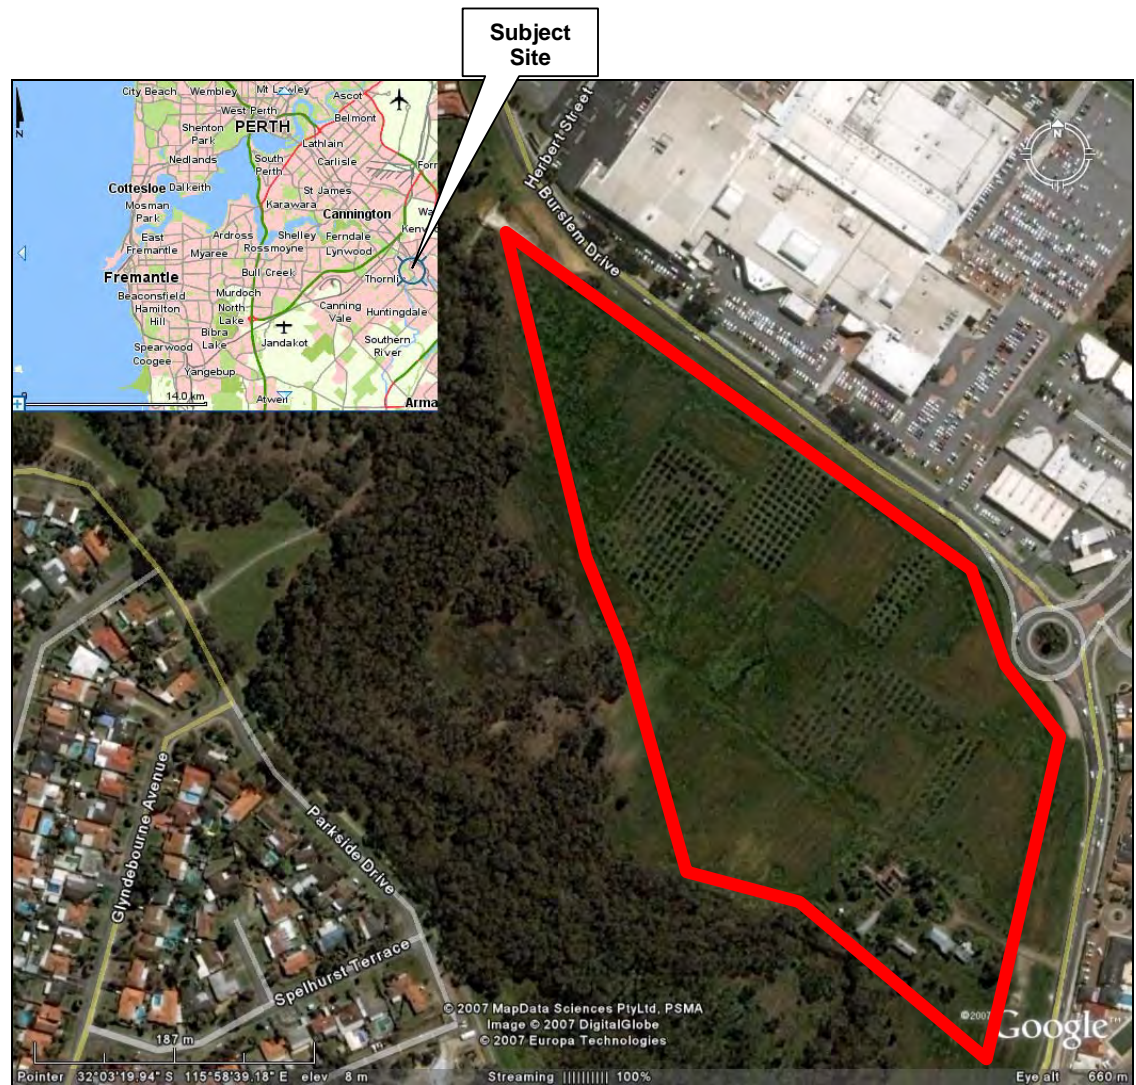 Subject
Site
City Beach
Wembley
Mt Lawley
Ascot
West Perth
Belmont
Shenton
Park
PERTH
Lathlain
Nedlands
South
Perth
Carlisle
Cottesloe
Dalkeith
St James
Mosman
Park
Karawara
Cannington
East
Fremantle
Ardross
Shelley
Ferndale
Myaree
Rossmoyne
Lynwood
Fremantle
Bull Creek
Beaconsfield
Murdoch
Canning
Vale
Huntingdale
Hamilton
Hill
North
Lake
Bibra
Lake
Jandakot
Southern
River
Spearwood
Coogee
Yangebup
14.0 km
Atwell
N
N
Herbert Street
Burslem Drive
Glyndebourne Avenue
Parkside Drive
Spelhurst Terrace
© 2007 MapData Sciences PtyLtd, PSMA
Image © 2007 DigitalGlobe
© 2007 Europa Technologies
©2007 Google™
187 m
Pointer 32°03'19.94" S 115°58'39.18" E elev 8 m
Streaming |||||||||| 100%
Eye alt 660 m